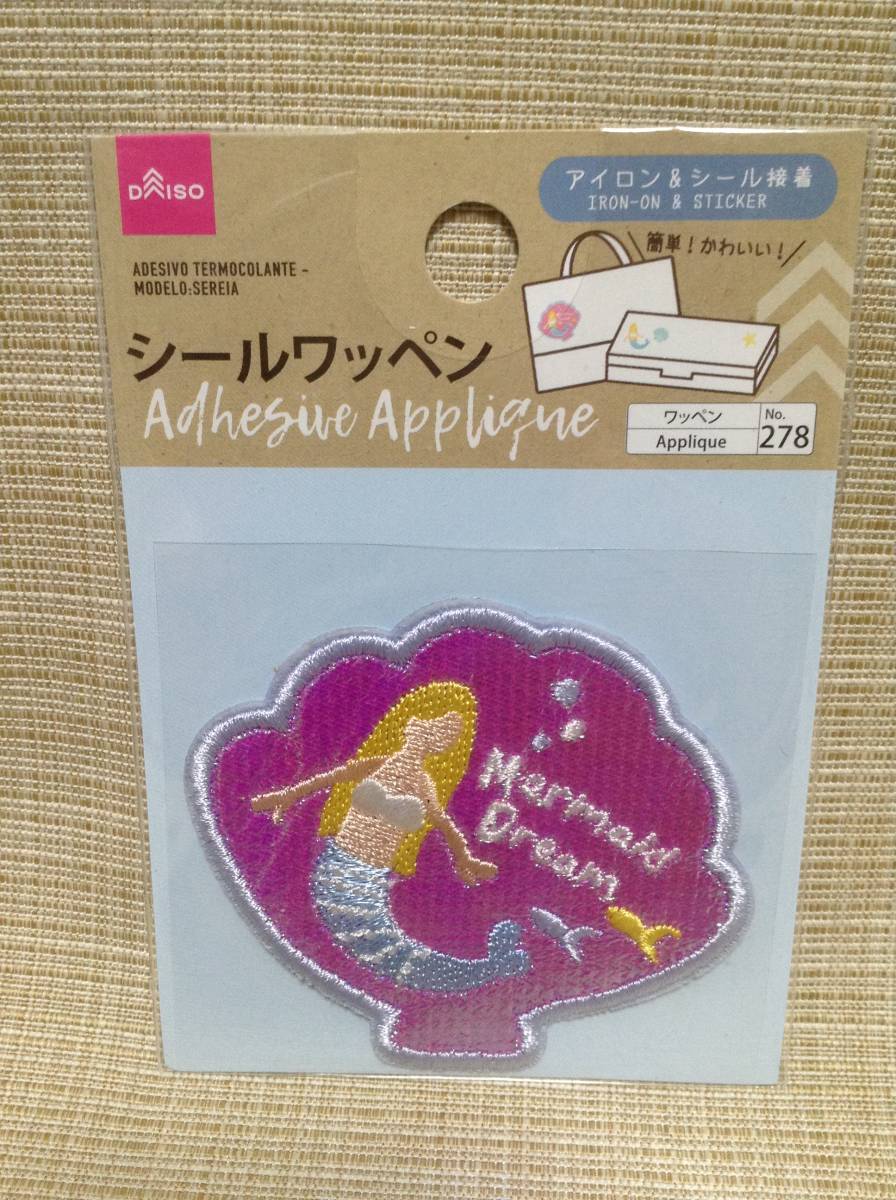 DAISO
アイロン&シール接着
IRON-ON & STICKER
簡単!かわいい!
ADESIVO TERMOCOLANTE -
MODELO:SEREIA
シールワッペン
Adhesive Applique
ワッペン
Applique
No.
278
Mermaid
Dream